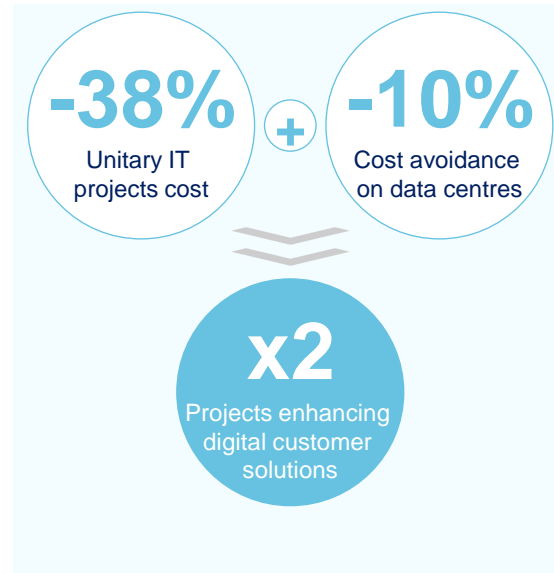 -38%
Unitary IT
projects cost
+
-10%
Cost avoidance
on data centres
x2
Projects enhancing
digital customer
solutions